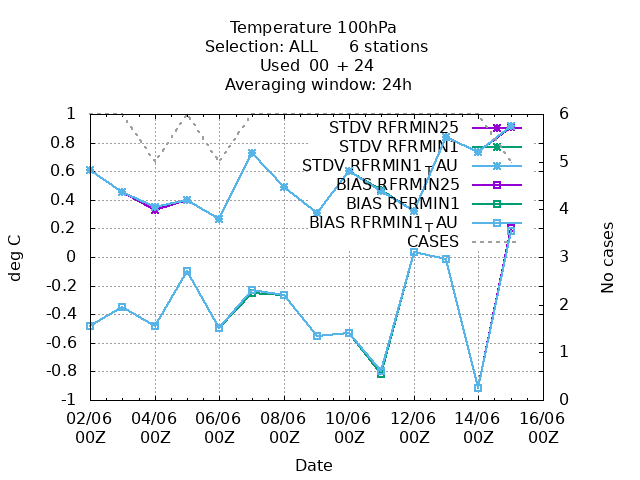 Temperature 100hPa
Selection: ALL 6 stations
Used 00 + 24
Averaging window: 24h
STDV RFRMIN25
STDV RFRMIN1
STDV RFRMIN1_T AU
BIAS RFRMIN25
BIAS RFRMIN1
BIAS RFRMIN1_T AU
CASES
deg C
1
0.8
0.6
0.4
0.2
0
-0.2
-0.4
-0.6
-0.8
-1
No cases
6
5
4
3
2
1
0
02/06 04/06 06/06 08/06 10/06 12/06 14/06 16/06
00Z 00Z 00Z 00Z 00Z 00Z 00Z 00Z
Date